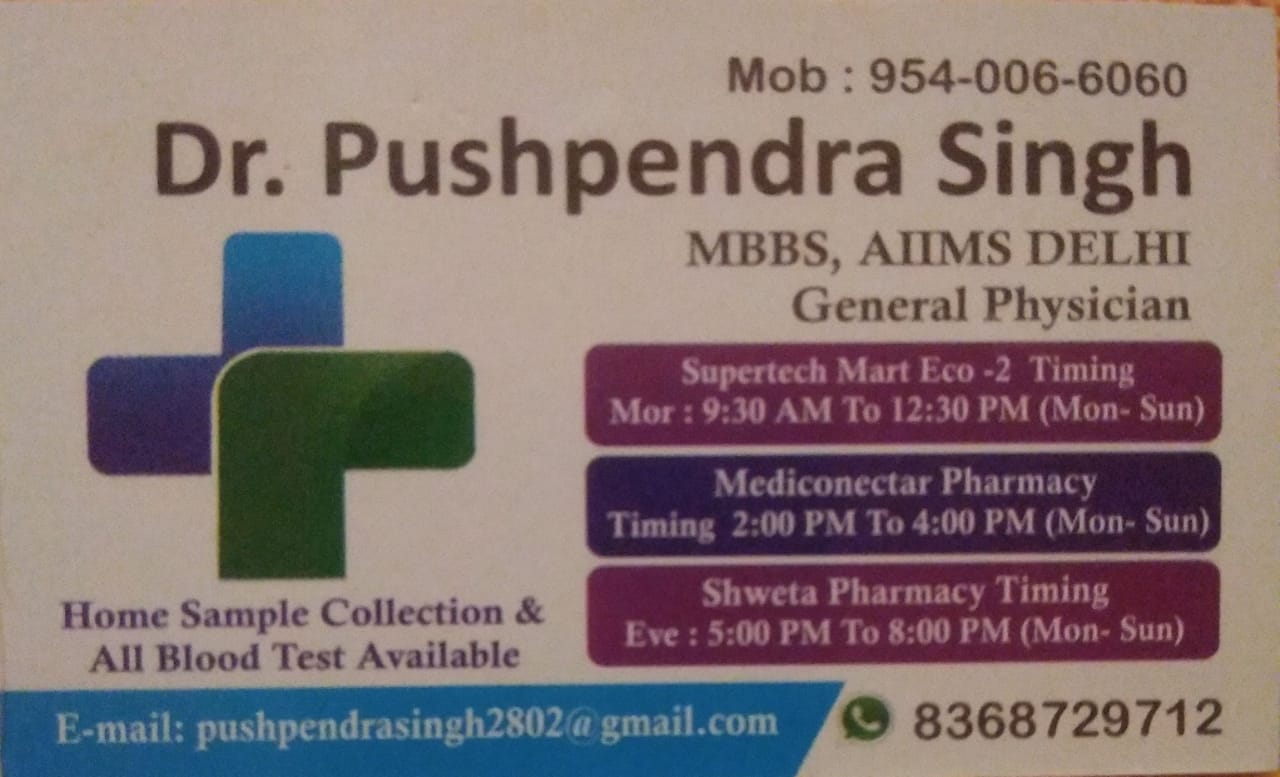 Mob : 954-006-6060
Dr. Pushpendra Singh
MBBS, AIIMS DELHI
General Physician
Supertech Mart Eco -2 Timing
Mor : 9:30 AM To 12:30 PM (Mon- Sun)
Mediconectar Pharmacy
Timing 2:00 PM To 4:00 PM (Mon- Sun)
Shweta Pharmacy Timing
Eve : 5:00 PM To 8:00 PM (Mon- Sun)
Home Sample Collection &
All Blood Test Available
E-mail: pushpendrasingh2802@gmail.com
8368729712